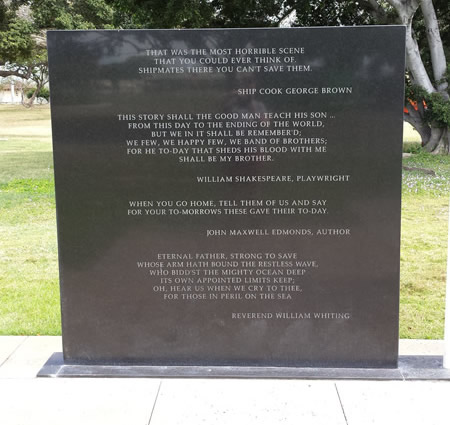 THAT WAS THE MOST HORRIBLE SCENE
THAT YOU COULD EVER THINK OF.
SHIPMATES THERE YOU CAN'T SAVE THEM.
SHIP COOK GEORGE BROWN
THIS STORY SHALL THE GOOD MAN TEACH HIS SON ...
FROM THIS DAY TO THE ENDING OF THE WORLD,
BUT WE IN IT SHALL BE REMEMBER'D;
WE FEW, WE HAPPY FEW, WE BAND OF BROTHERS;
FOR HE TO-DAY THAT SHEDS HIS BLOOD WITH ME
SHALL BE MY BROTHER.
WILLIAM SHAKESPEARE, PLAYWRIGHT
WHEN YOU GO HOME, TELL THEM OF US AND SAY
FOR YOUR TO-MORROWS THESE GAVE THEIR TO-DAY.
JOHN MAXWELL EDMONDS, AUTHOR
ETERNAL FATHER, STRONG TO SAVE
WHOSE ARM HATH BOUND THE RESTLESS WAVE,
WHO BIDD'ST THE MIGHTY OCEAN DEEP
ITS OWN APPOINTED LIMITS KEEP;
OH, HEAR US WHEN WE CRY TO THEE,
FOR THOSE IN PERIL ON THE SEA
REVEREND WILLIAM WHITING